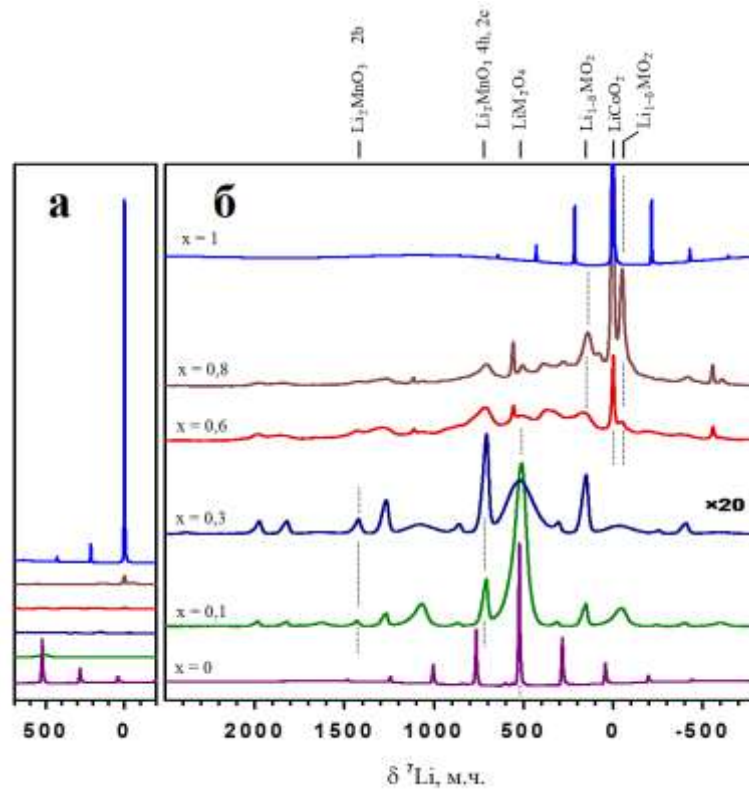 Li₂MnO₃ 2b
Li₂MnO₃ 4h, 2c
LiM₂O₄
Li₁₋δMO₂
LiCoO₂
Li₁₋δMO₂
а
б
x = 1
x = 0,8
x = 0,6
x = 0,3
×20
x = 0,1
x = 0
500 0
2000 1500 1000 500 0 -500
δ ⁷Li, м.ч.